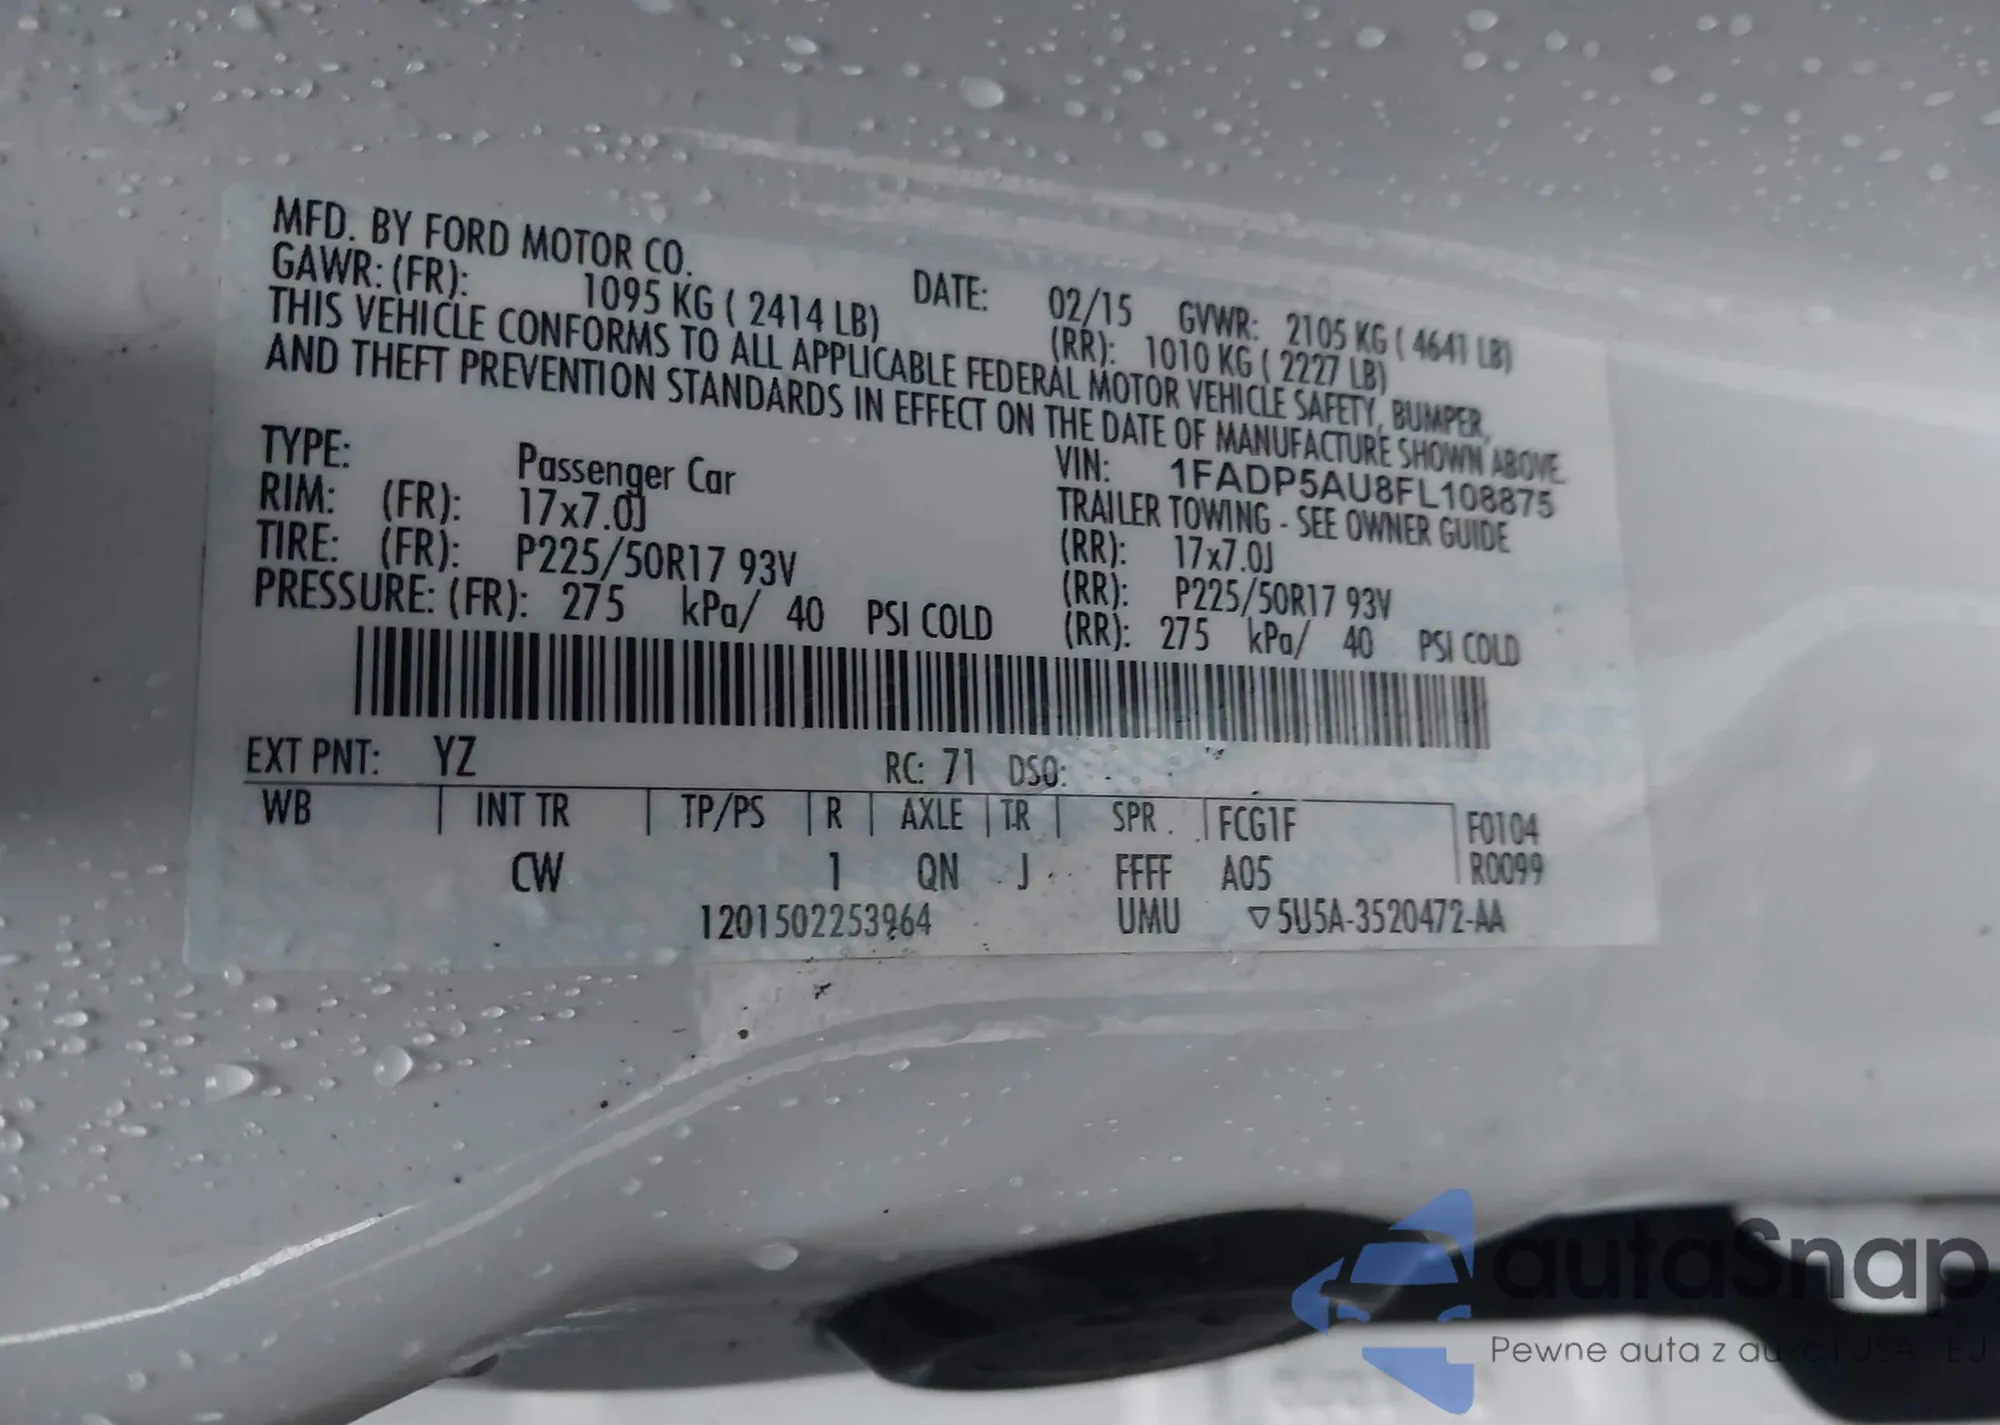 MFD. BY FORD MOTOR CO.
DATE: 02/15 GVWR: 2105 KG ( 4641 LB)
GAWR: (FR): 1095 KG ( 2414 LB) (RR): 1010 KG ( 2227 LB)
THIS VEHICLE CONFORMS TO ALL APPLICABLE FEDERAL MOTOR VEHICLE SAFETY, BUMPER,
AND THEFT PREVENTION STANDARDS IN EFFECT ON THE DATE OF MANUFACTURE SHOWN ABOVE.
VIN: 1FADP5AU8FL108875
TYPE: Passenger Car TRAILER TOWING - SEE OWNER GUIDE
RIM: (FR): 17x7.0J (RR): 17x7.0J
TIRE: (FR): P225/50R17 93V (RR): P225/50R17 93V
PRESSURE: (FR): 275 kPa/ 40 PSI COLD (RR): 275 kPa/ 40 PSI COLD
EXT PNT: YZ RC: 71 DSO:
WB | INT TR | TP/PS | R | AXLE | TR | SPR | FCG1F F0104
CW 1 QN J FFFF A05 R0099
1201502253964 UMU ▽5U5A-3520472-AA
autaSnap
Pewne auta z aukcji USA i EU